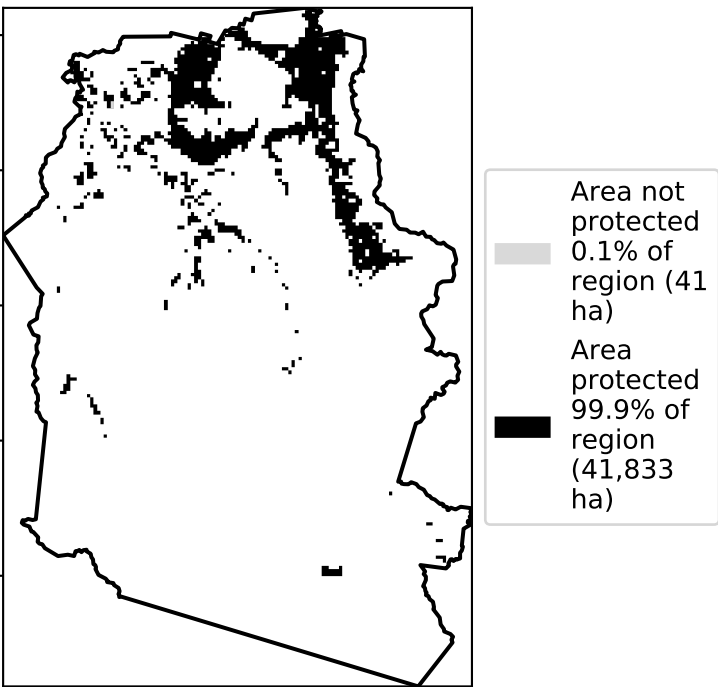 Area not
protected
0.1% of
region (41
ha)
Area
protected
99.9% of
region
(41,833
ha)